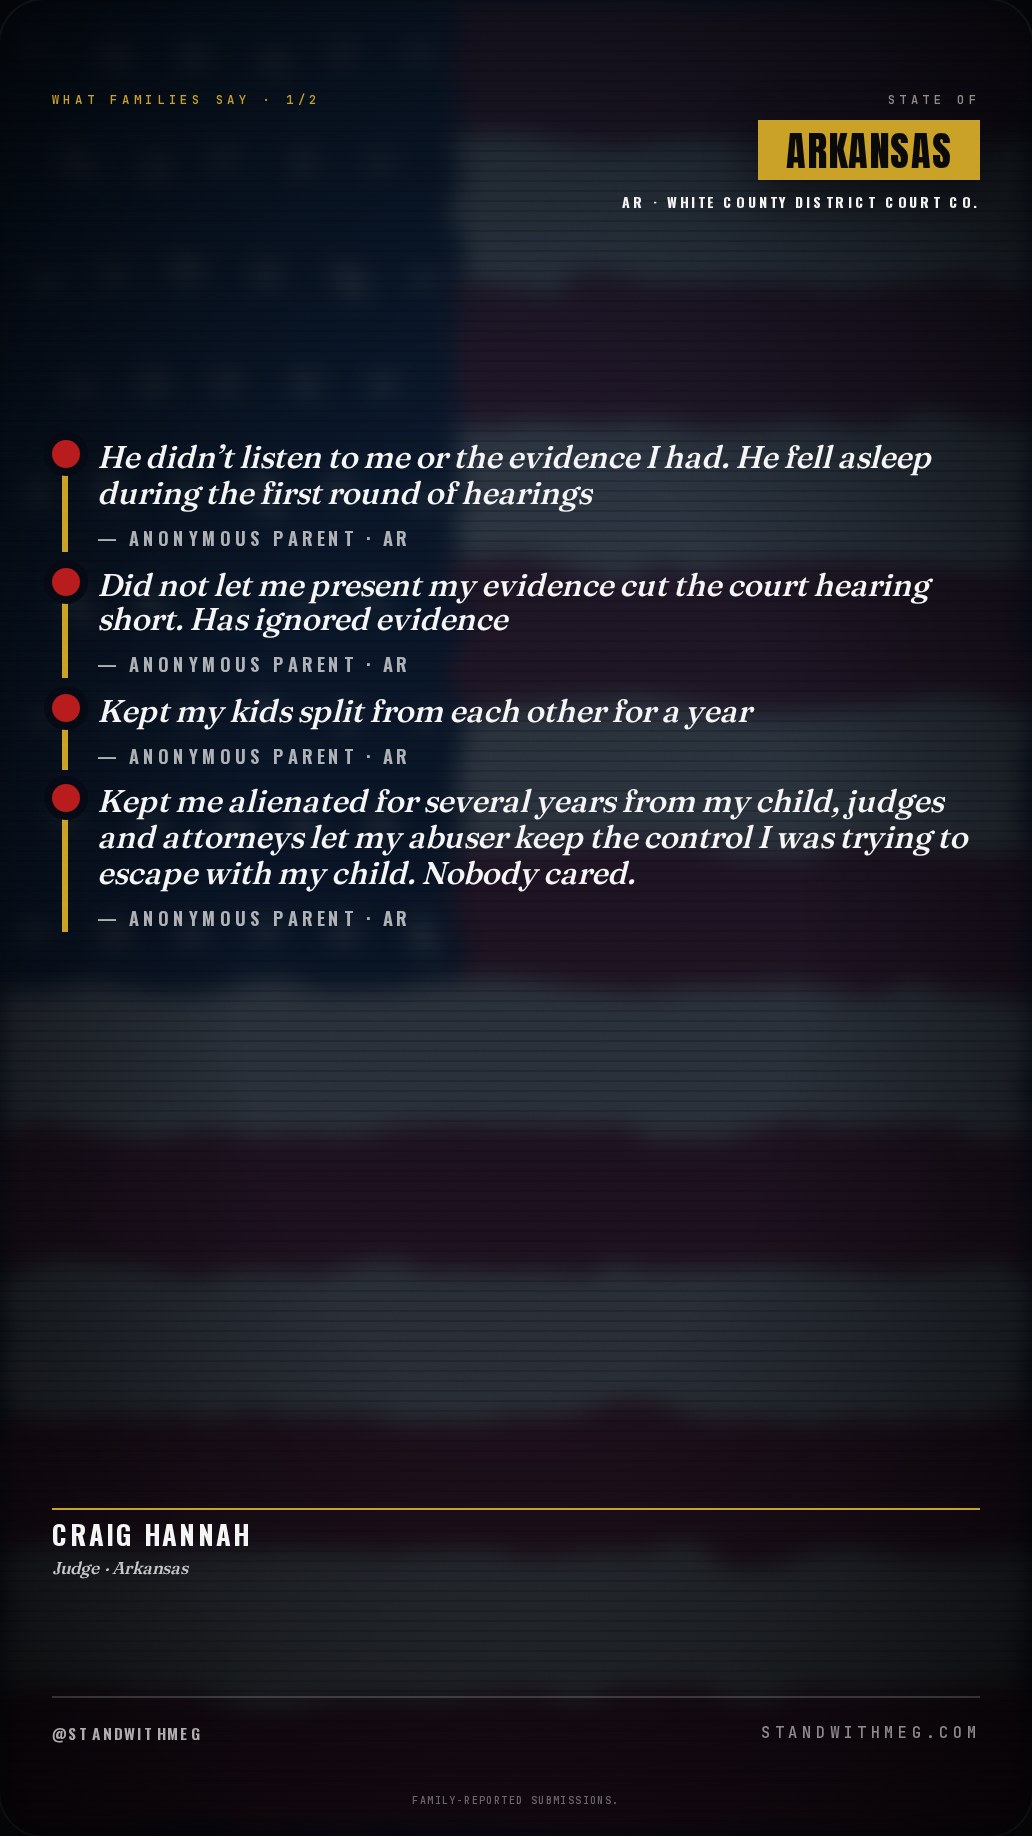 WHAT FAMILIES SAY · 1/2
STATE OF
ARKANSAS
AR · WHITE COUNTY DISTRICT COURT CO.
He didn’t listen to me or the evidence I had. He fell asleep
during the first round of hearings
— ANONYMOUS PARENT · AR
Did not let me present my evidence cut the court hearing
short. Has ignored evidence
— ANONYMOUS PARENT · AR
Kept my kids split from each other for a year
— ANONYMOUS PARENT · AR
Kept me alienated for several years from my child, judges
and attorneys let my abuser keep the control I was trying to
escape with my child. Nobody cared.
— ANONYMOUS PARENT · AR
CRAIG HANNAH
Judge · Arkansas
@STANDWITHMEG
STANDWITHMEG.COM
FAMILY-REPORTED SUBMISSIONS.